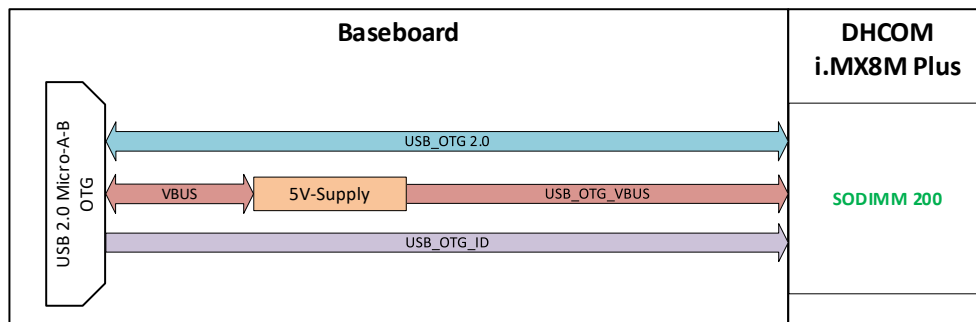 Baseboard
DHCOM
i.MX8M Plus
USB 2.0 Micro-A-B
OTG
USB_OTG 2.0
VBUS
5V-Supply
USB_OTG_VBUS
USB_OTG_ID
SODIMM 200